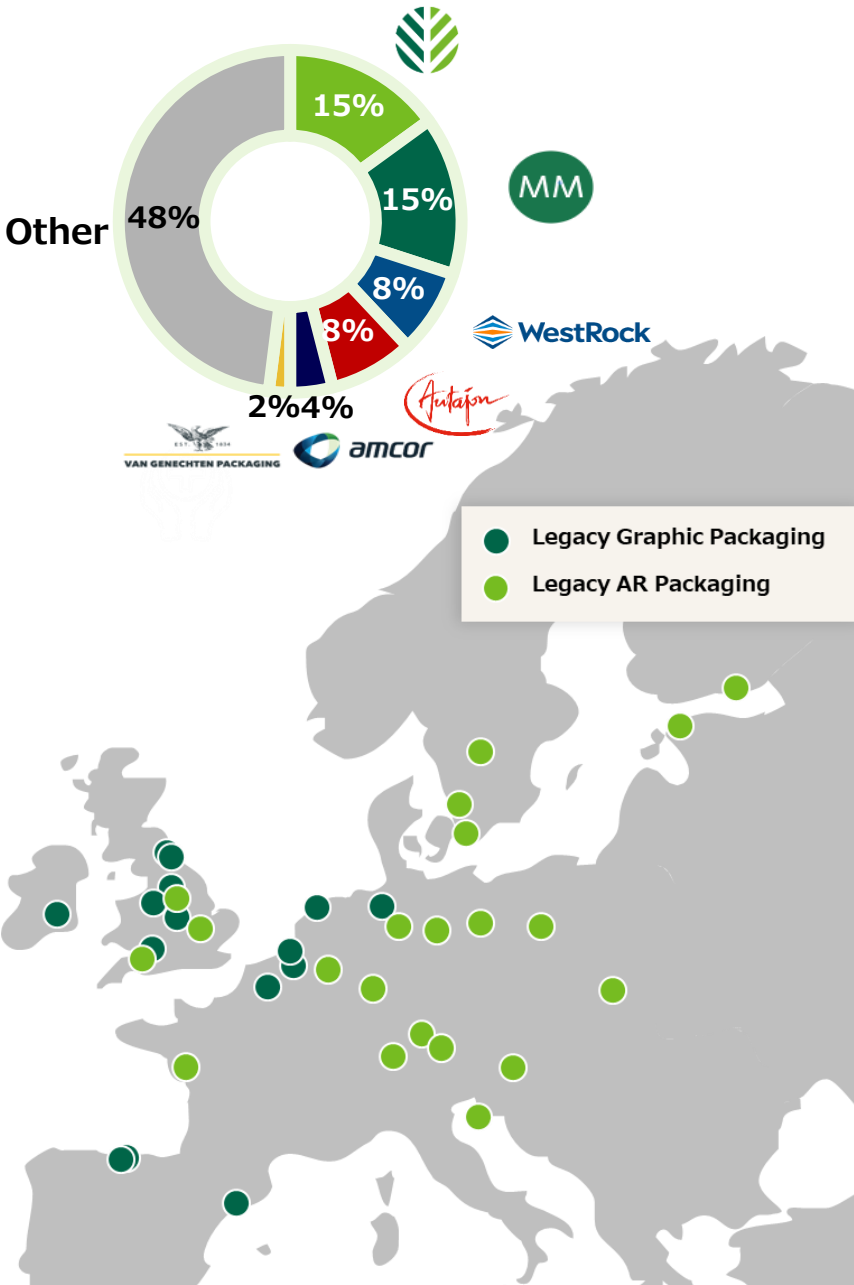 15%
MM
15%
48%
Other
8%
8%
WestRock
Autajon
2%
4%
EST. 1834
VAN GENECHTEN PACKAGING
amcor
Legacy Graphic Packaging
Legacy AR Packaging